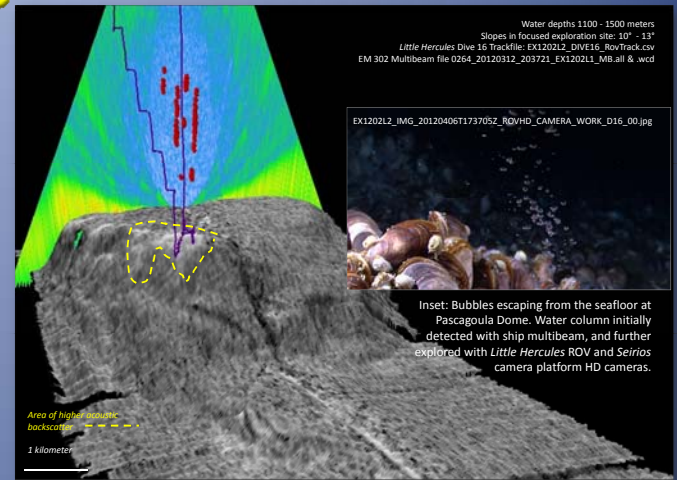 Water depths 1100 - 1500 meters
Slopes in focused exploration site: 10° - 13°
Little Hercules Dive 16 Trackfile: EX1202L2_DIVE16_RovTrack.csv
EM 302 Multibeam file 0264_20120312_203721_EX1202L1_MB.all & .wcd
EX1202L2_IMG_20120406T173705Z_ROVHD_CAMERA_WORK_D16_00.jpg
Inset: Bubbles escaping from the seafloor at
Pascagoula Dome. Water column initially
detected with ship multibeam, and further
explored with Little Hercules ROV and Seirios
camera platform HD cameras.
Area of higher acoustic
backscatter
1 kilometer